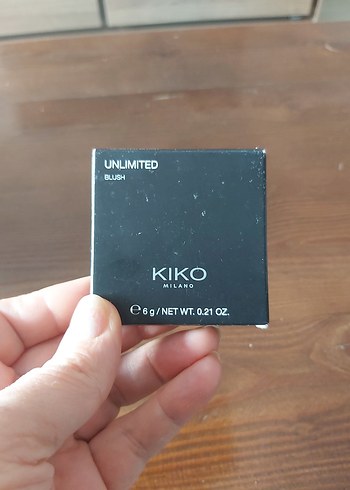 UNLIMITED
BLUSH
KIKO
MILANO
℮ 6 g / NET WT. 0.21 OZ.